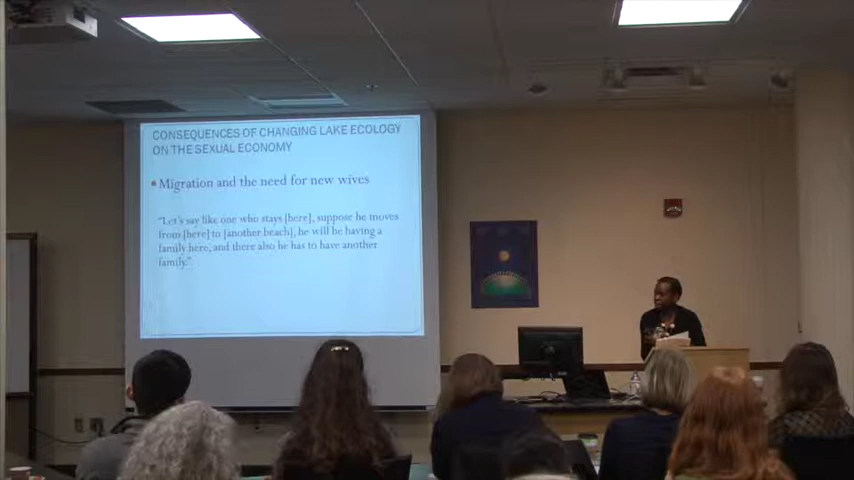 CONSEQUENCES OF CHANGING LAKE ECOLOGY
ON THE SEXUAL ECONOMY
Migration and the need for new wives
"Let's say like one who stays [here], suppose he moves
from [here] to [another beach], he will be having a
family here, and there also he has to have another
family."